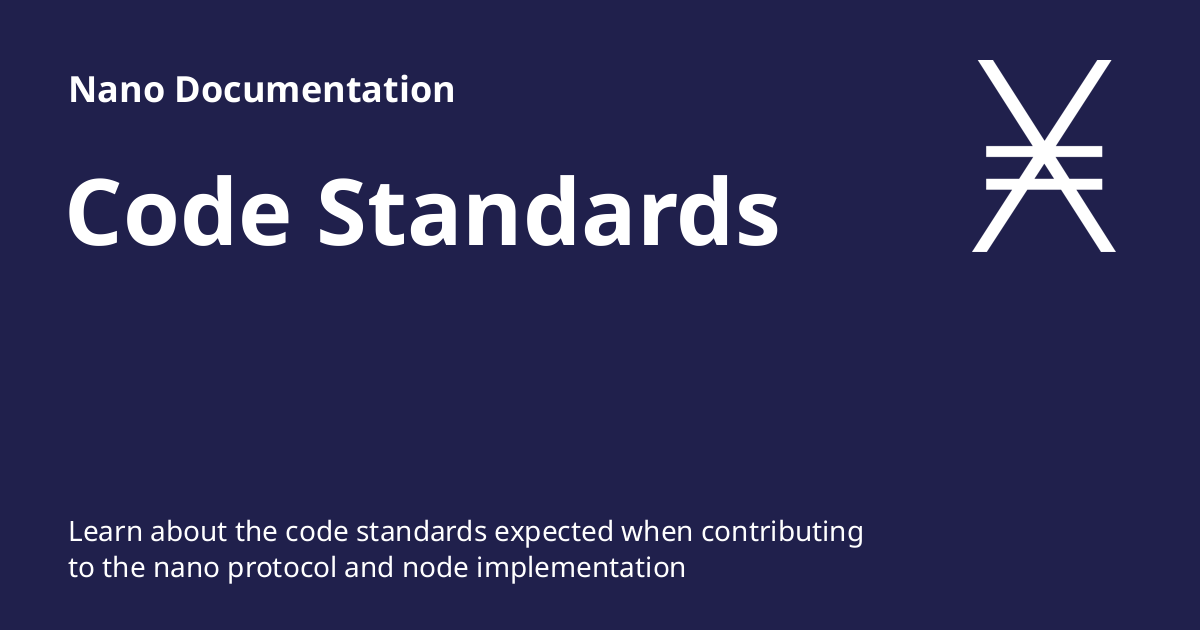 Nano Documentation
Code Standards
Learn about the code standards expected when contributing
to the nano protocol and node implementation